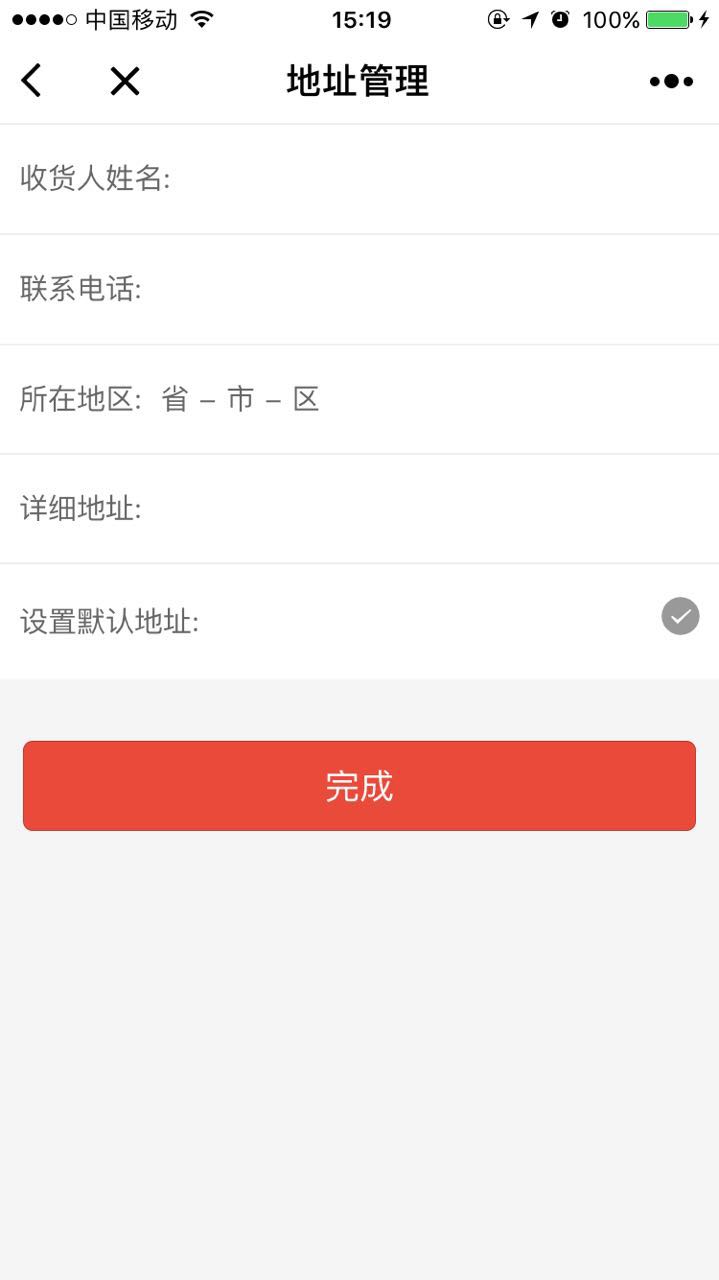 中国移动 15:19 100%
地址管理
收货人姓名:
联系电话:
所在地区: 省 – 市 – 区
详细地址:
设置默认地址:
完成